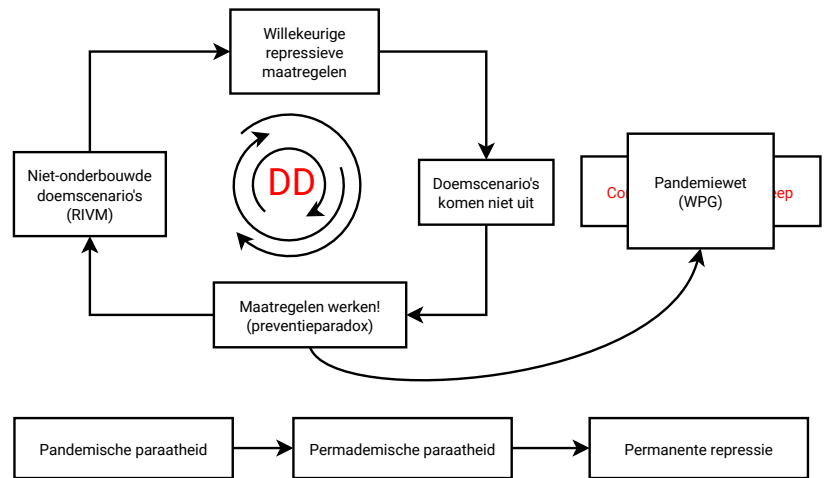 Willekeurige
repressieve
maatregelen
Niet-onderbouwde
doemscenario's
(RIVM)
DD
Doemscenario's
komen niet uit
Pandemiewet
(WPG)
Maatregelen werken!
(preventieparadox)
Pandemische paraatheid
Permademische paraatheid
Permanente repressie